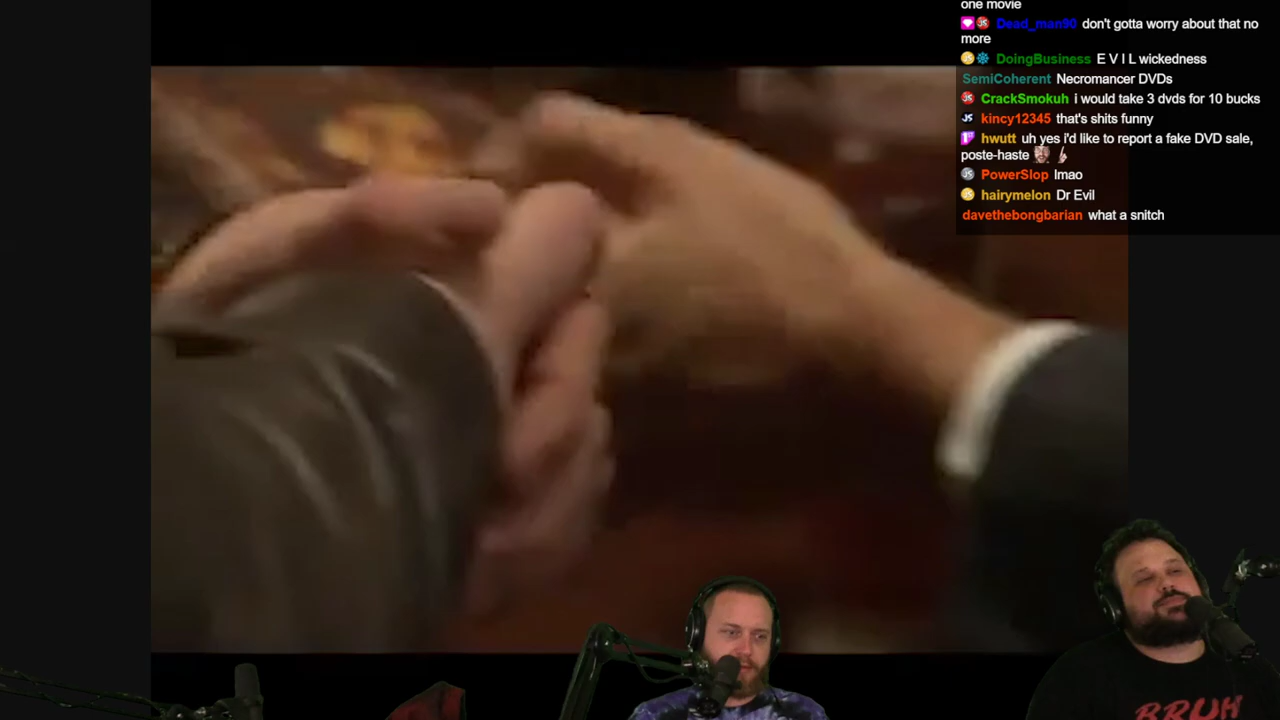 one movie
Dead_man90 don't gotta worry about that no
more
DoingBusiness E V I L wickedness
SemiCoherent Necromancer DVDs
CrackSmokuh i would take 3 dvds for 10 bucks
kincy12345 that's shits funny
hwutt uh yes i'd like to report a fake DVD sale,
poste-haste
PowerSlop lmao
hairymelon Dr Evil
davethebongbarian what a snitch
BRUH